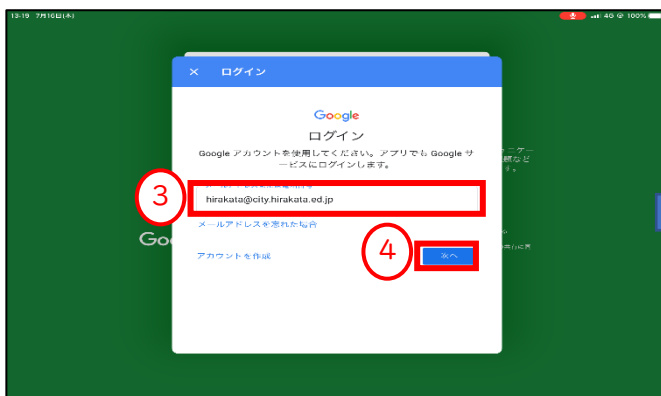 13:19 7月16日(木)
4G 100%
× ログイン
Google
ログイン
Google アカウントを使用してください。アプリでも Google サ
ービスにログインします。
③
hirakata@city.hirakata.ed.jp
メールアドレスを忘れた場合
Go
④
アカウントを作成
次へ